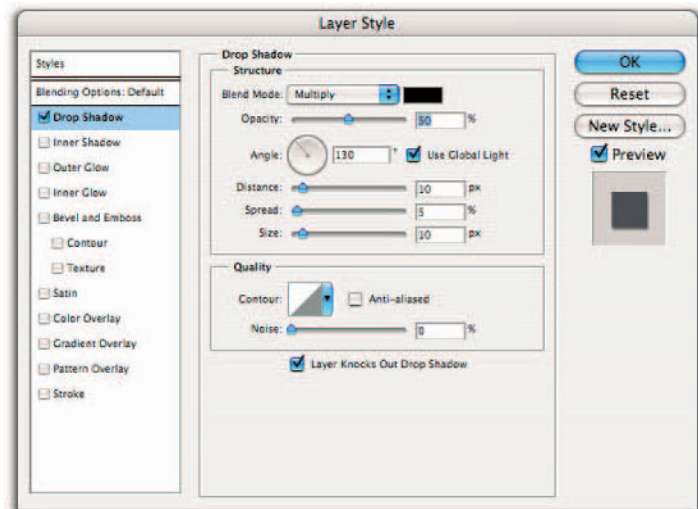 Layer Style
Styles
Blending Options: Default
Drop Shadow
Inner Shadow
Outer Glow
Inner Glow
Bevel and Emboss
Contour
Texture
Satin
Color Overlay
Gradient Overlay
Pattern Overlay
Stroke
Drop Shadow
Structure
Blend Mode: Multiply
Opacity: 50 %
Angle: 130 ° Use Global Light
Distance: 10 px
Spread: 5 %
Size: 10 px
Quality
Contour: Anti-aliased
Noise: 0 %
Layer Knocks Out Drop Shadow
OK
Reset
New Style...
Preview